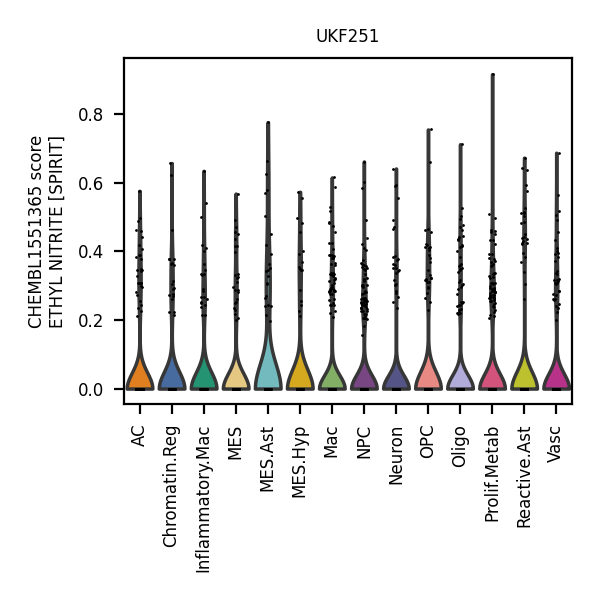 UKF251
CHEMBL1551365 score
ETHYL NITRITE [SPIRIT]
0.8
0.6
0.4
0.2
0.0
AC
Chromatin.Reg
Inflammatory.Mac
MES
MES.Ast
MES.Hyp
Mac
NPC
Neuron
OPC
Oligo
Prolif.Metab
Reactive.Ast
Vasc